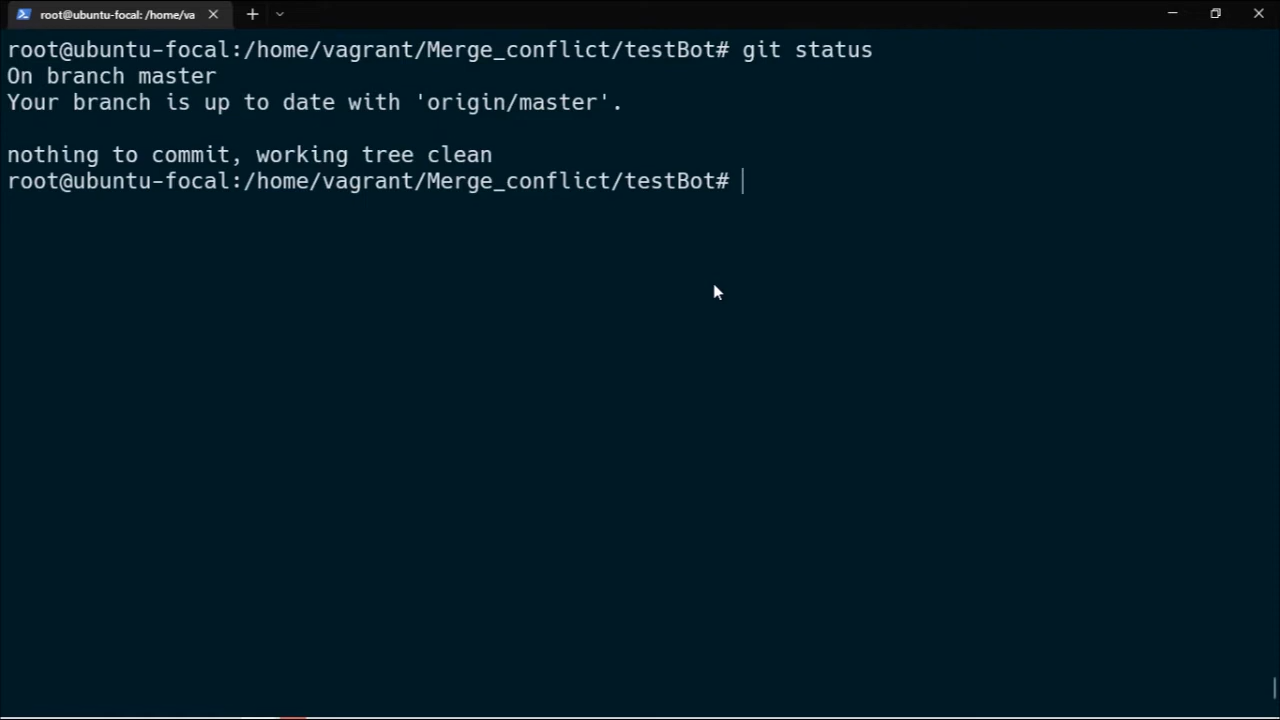 root@ubuntu-focal: /home/va
root@ubuntu-focal:/home/vagrant/Merge_conflict/testBot# git status
On branch master
Your branch is up to date with 'origin/master'.
nothing to commit, working tree clean
root@ubuntu-focal:/home/vagrant/Merge_conflict/testBot#